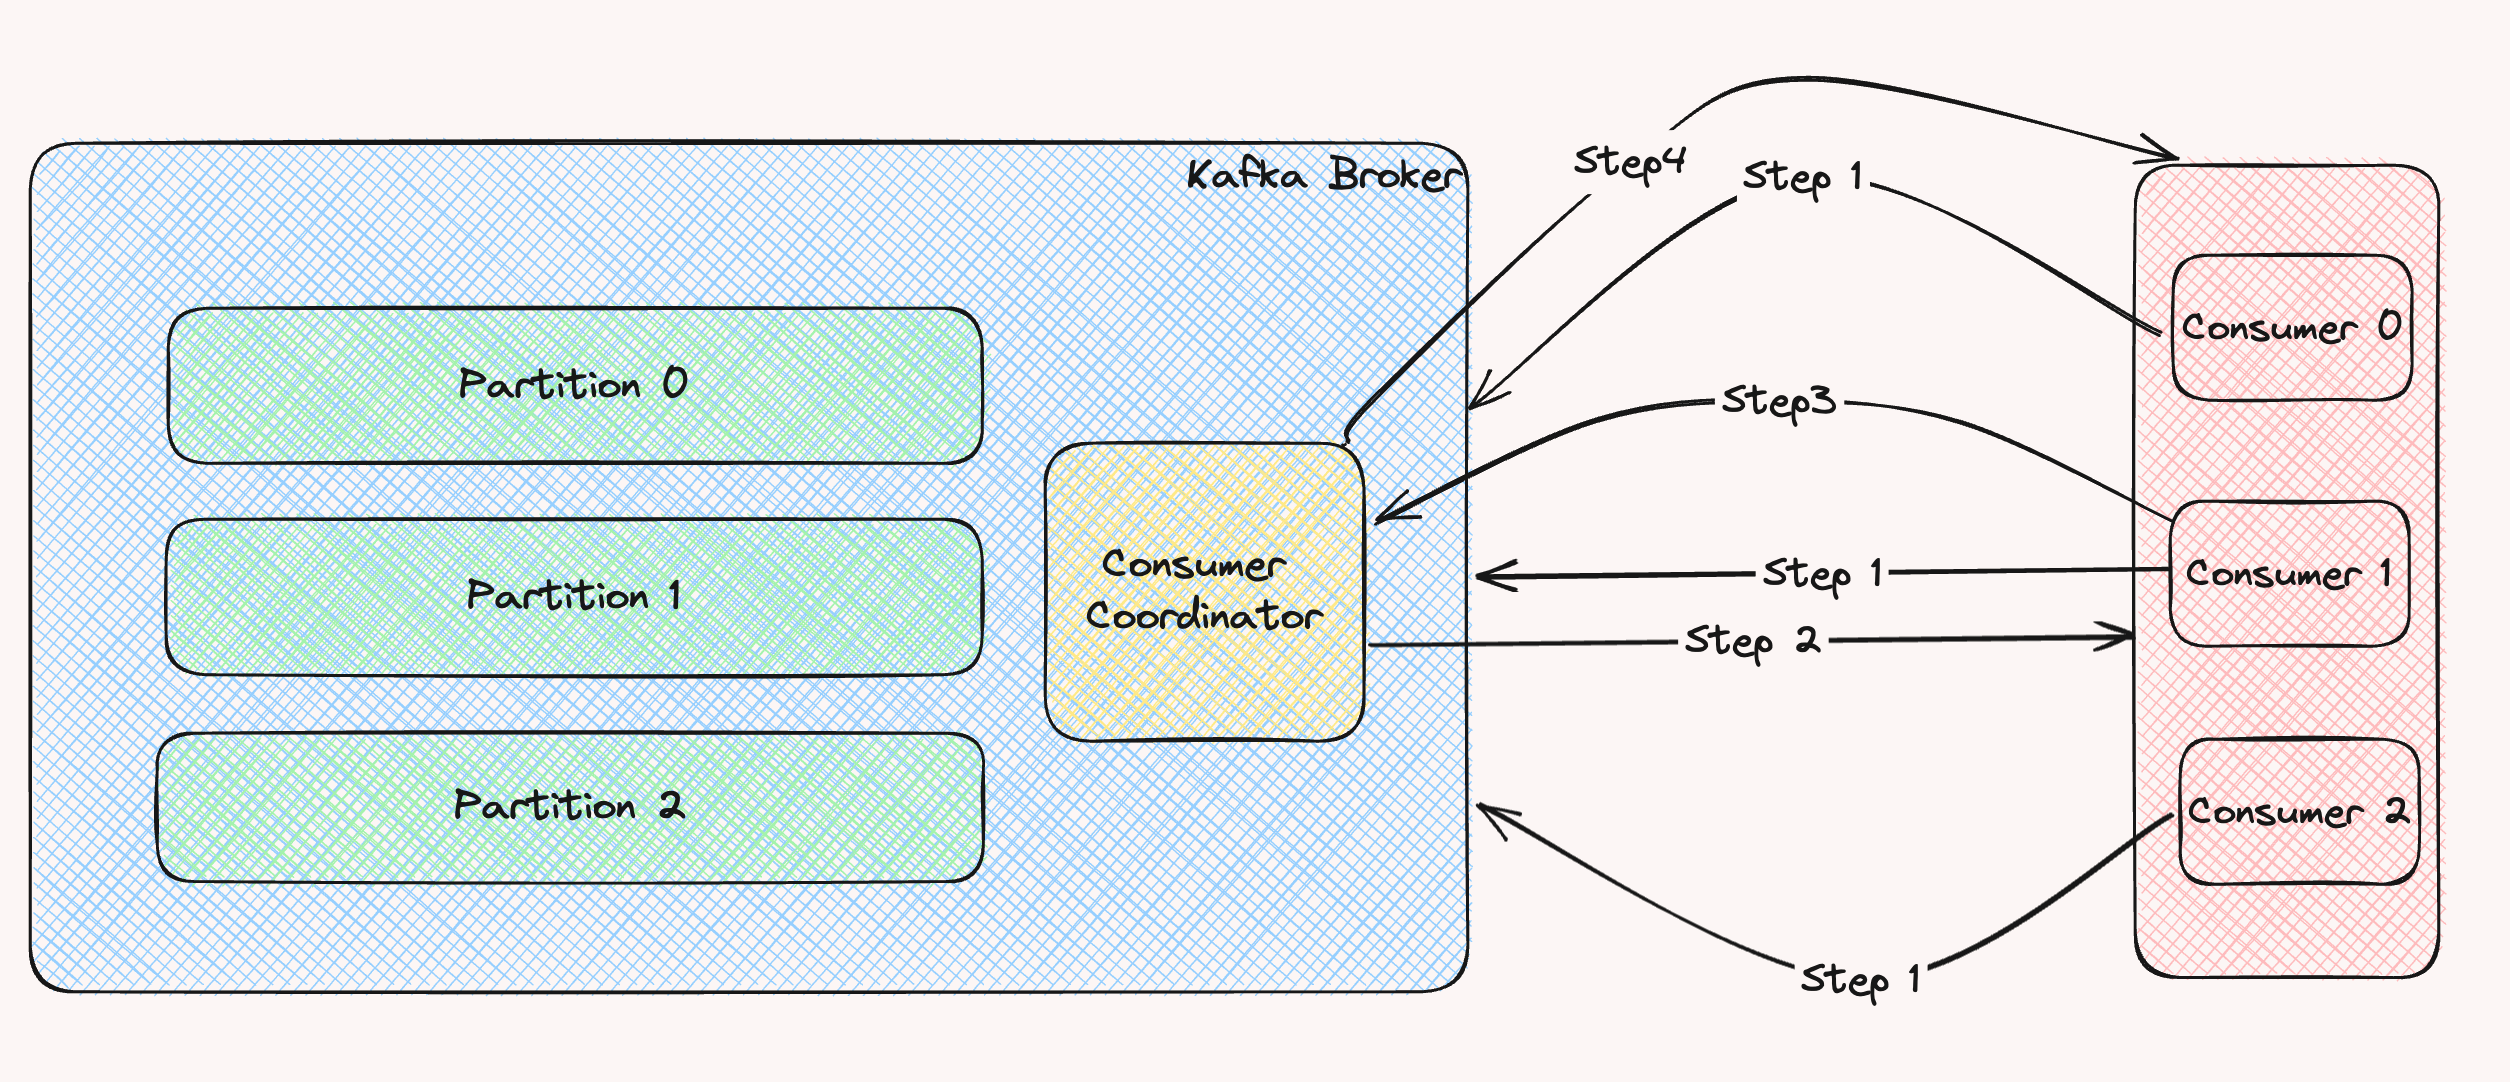 Kafka Broker
Partition 0
Partition 1
Partition 2
Consumer
Coordinator
Step4
Step 1
Step3
Step 1
Step 2
Step 1
Consumer 0
Consumer 1
Consumer 2